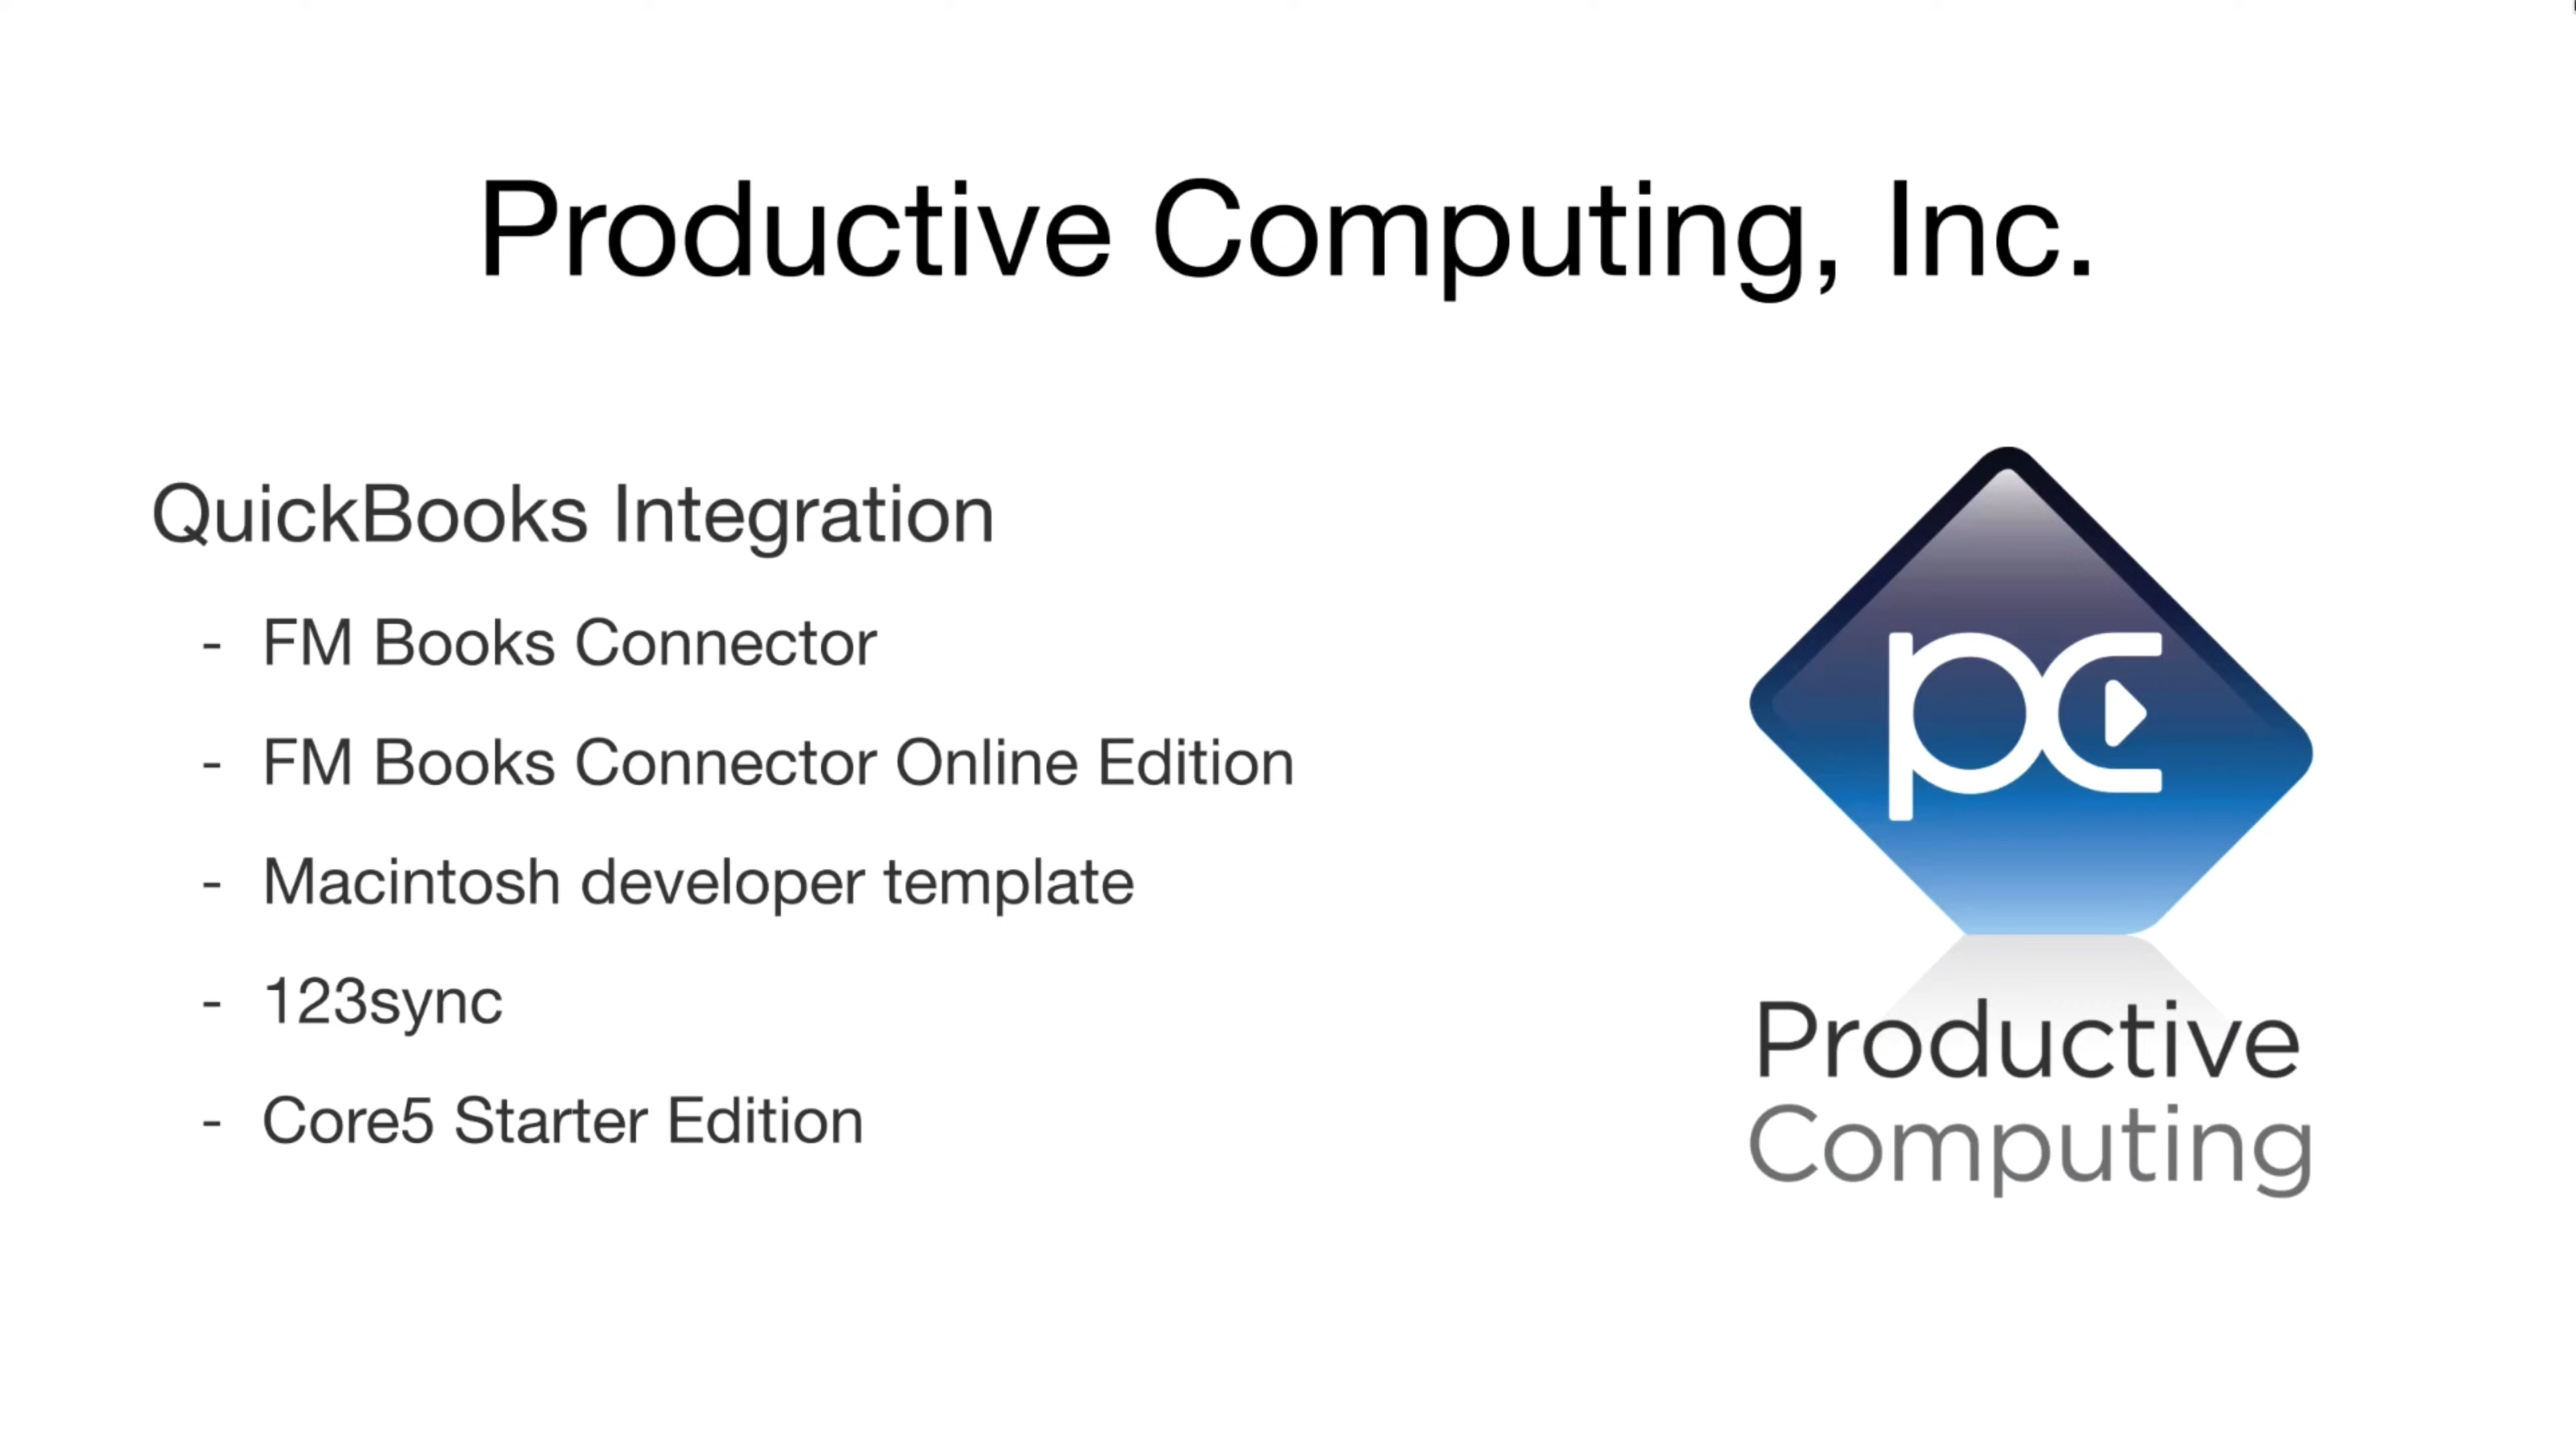 Productive Computing, Inc.
QuickBooks Integration
- FM Books Connector
- FM Books Connector Online Edition
- Macintosh developer template
- 123sync
- Core5 Starter Edition
pc
Productive
Computing